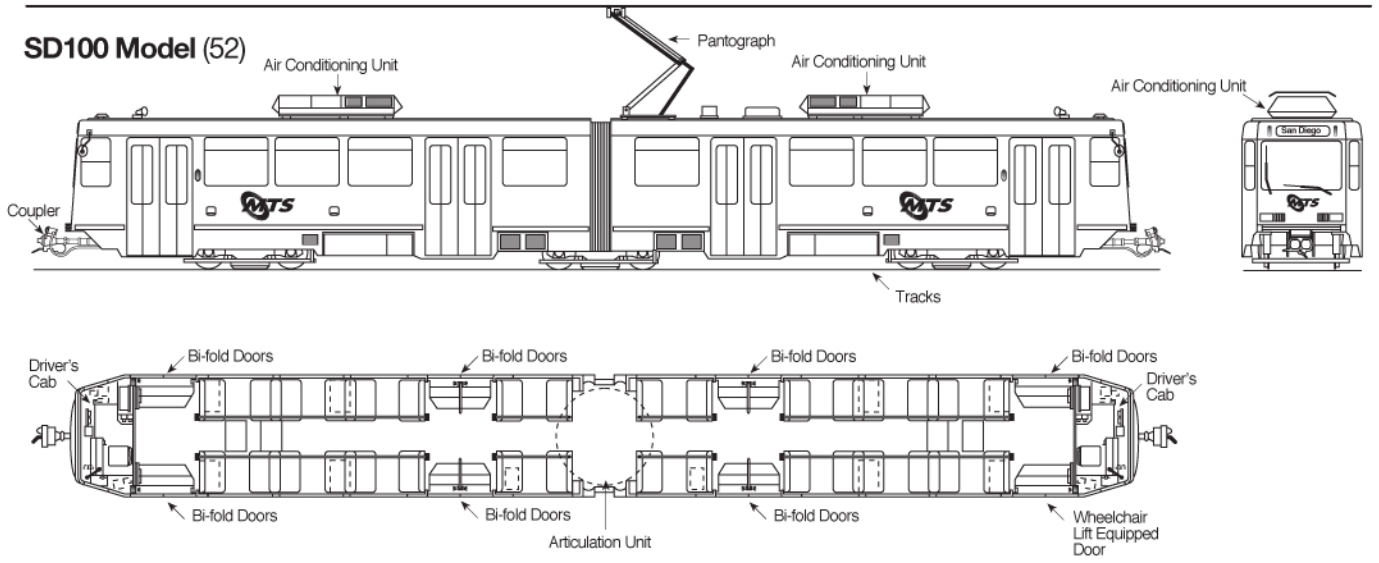 SD100 Model (52)
Air Conditioning Unit
Pantograph
Air Conditioning Unit
Air Conditioning Unit
San Diego
Coupler
MTS
MTS
MTS
Tracks
Driver's
Cab
Bi-fold Doors
Bi-fold Doors
Bi-fold Doors
Bi-fold Doors
Driver's
Cab
Bi-fold Doors
Bi-fold Doors
Articulation Unit
Bi-fold Doors
Wheelchair
Lift Equipped
Door